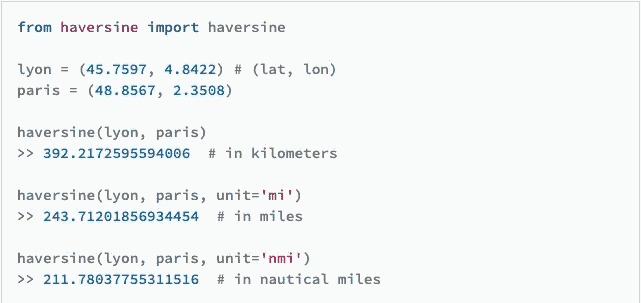 from haversine import haversine
lyon = (45.7597, 4.8422) # (lat, lon)
paris = (48.8567, 2.3508)
haversine(lyon, paris)
>> 392.2172595594006  # in kilometers
haversine(lyon, paris, unit='mi')
>> 243.71201856934454  # in miles
haversine(lyon, paris, unit='nmi')
>> 211.78037755311516  # in nautical miles